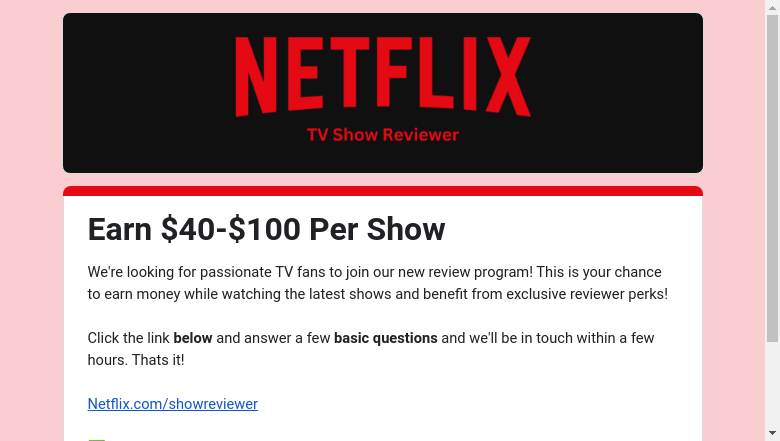 NETFLIX
TV Show Reviewer
Earn $40-$100 Per Show
We're looking for passionate TV fans to join our new review program! This is your chance
to earn money while watching the latest shows and benefit from exclusive reviewer perks!
Click the link below and answer a few basic questions and we'll be in touch within a few
hours. Thats it!
Netflix.com/showreviewer